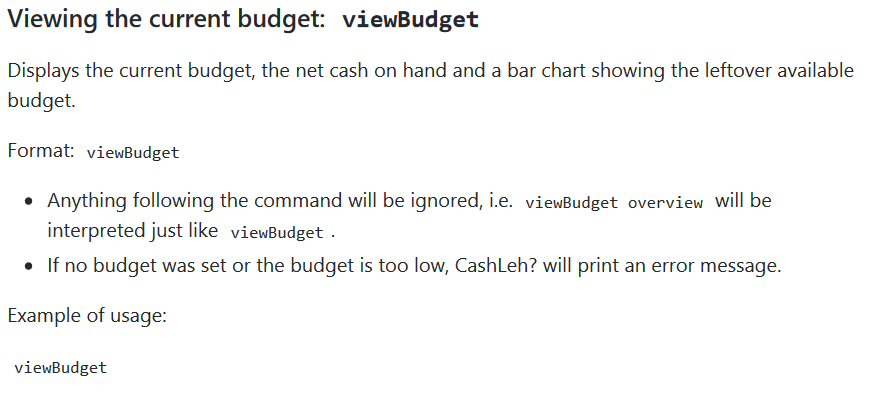 Viewing the current budget: viewBudget
Displays the current budget, the net cash on hand and a bar chart showing the leftover available
budget.
Format: viewBudget
• Anything following the command will be ignored, i.e. viewBudget overview will be
interpreted just like viewBudget .
• If no budget was set or the budget is too low, CashLeh? will print an error message.
Example of usage:
viewBudget